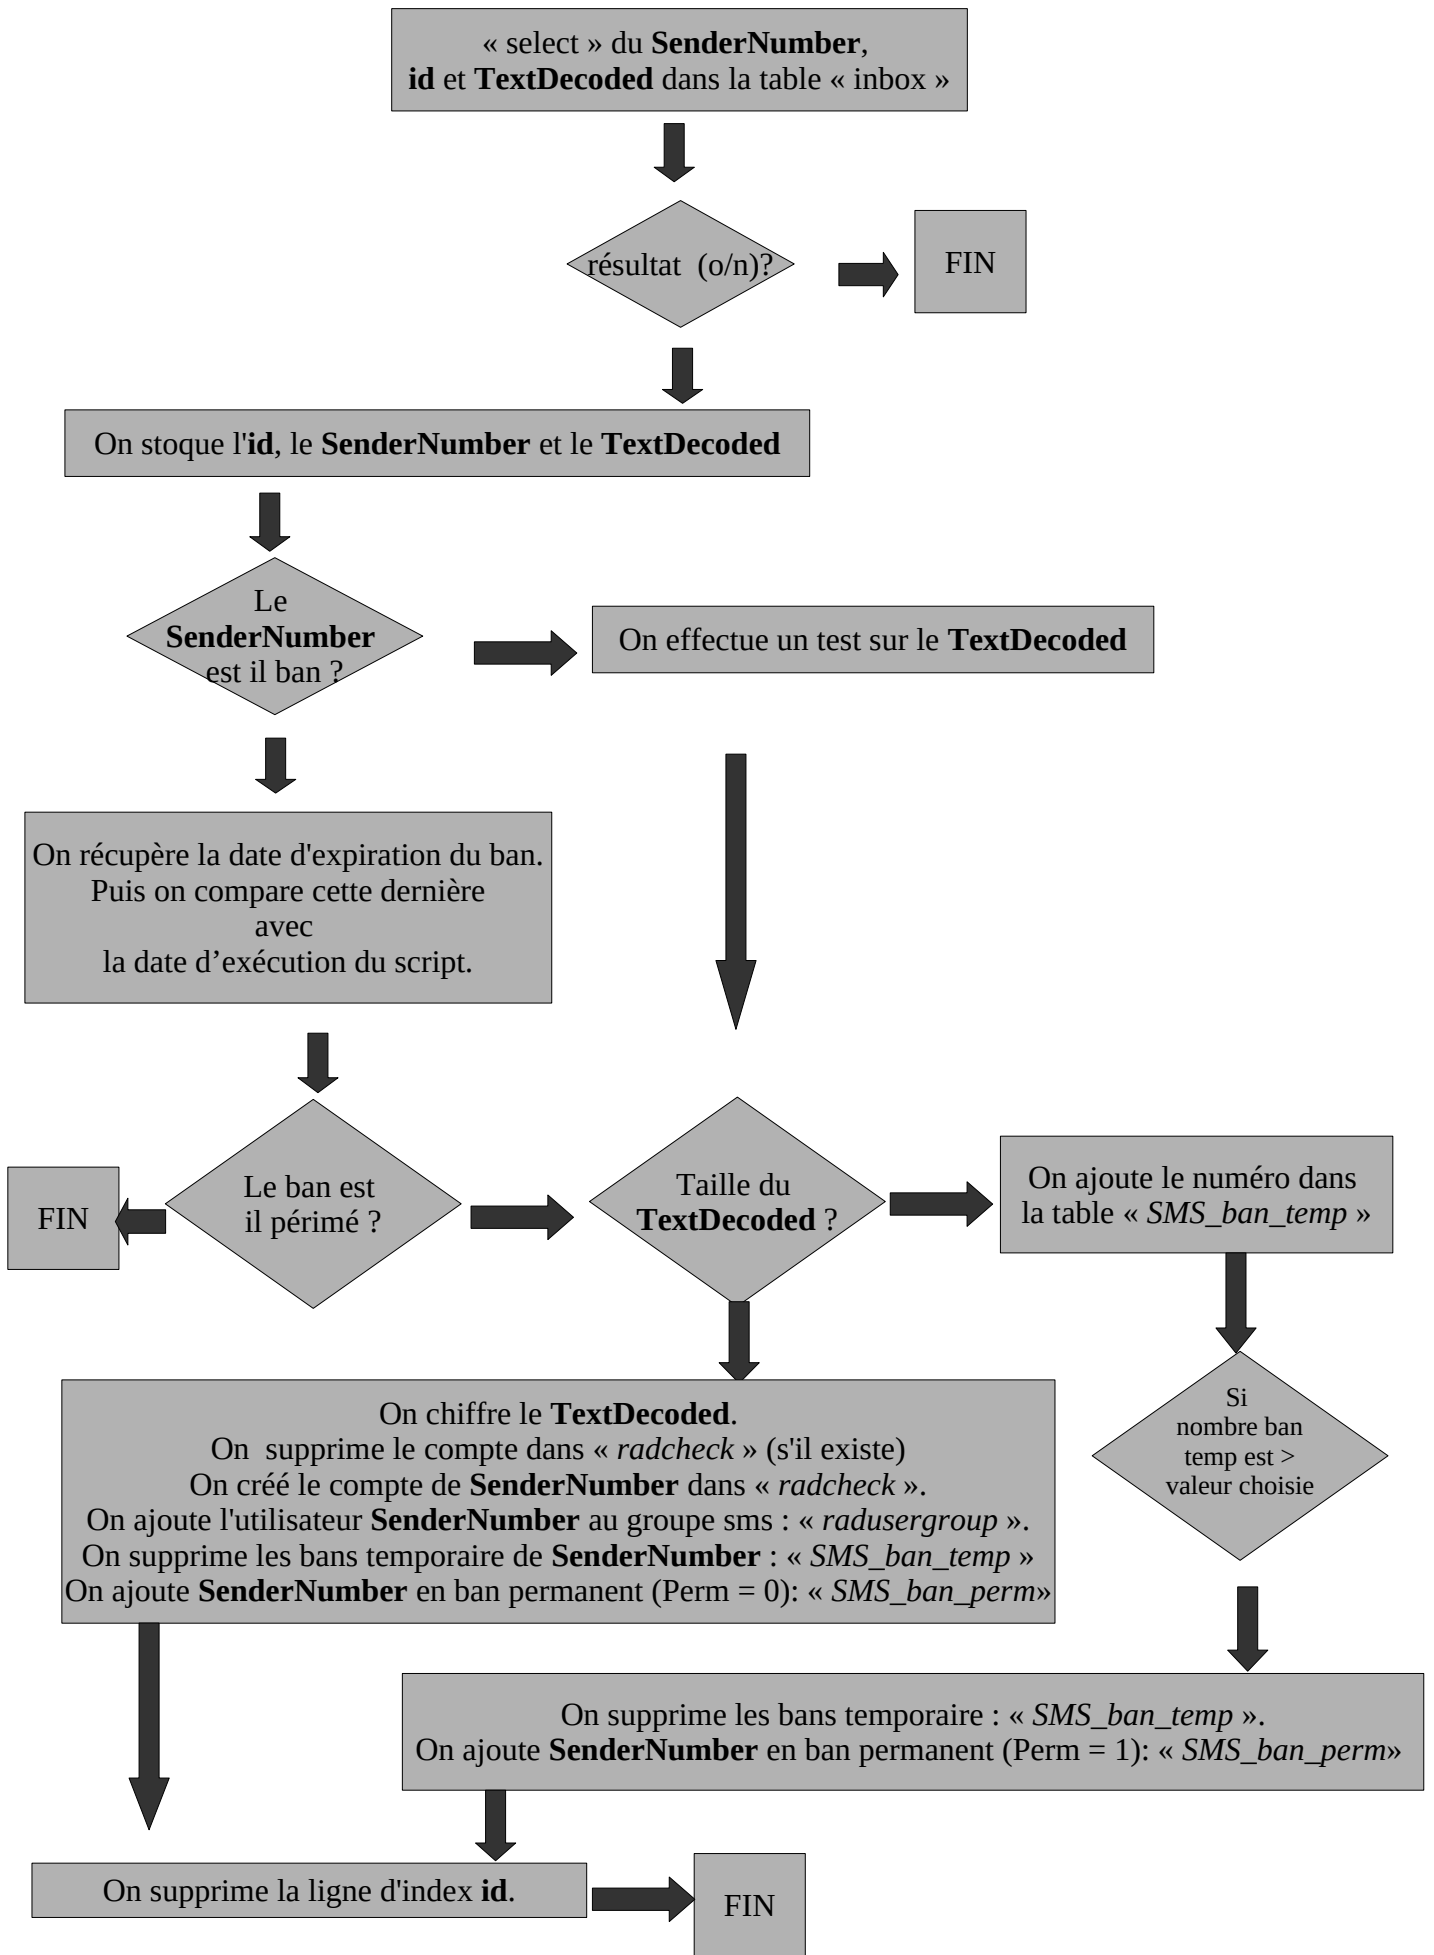 « select » du SenderNumber,
id et TextDecoded dans la table « inbox »
résultat  (o/n)?
FIN
On stoque l'id, le SenderNumber et le TextDecoded
Le
SenderNumber
est il ban ?
On effectue un test sur le TextDecoded
On récupère la date d'expiration du ban.
Puis on compare cette dernière
avec
la date d’exécution du script.
FIN
Le ban est
il périmé ?
Taille du
TextDecoded ?
On ajoute le numéro dans
la table « SMS_ban_temp »
On chiffre le TextDecoded.
On  supprime le compte dans « radcheck » (s'il existe)
On créé le compte de SenderNumber dans « radcheck ».
On ajoute l'utilisateur SenderNumber au groupe sms : « radusergroup ».
On supprime les bans temporaire de SenderNumber : « SMS_ban_temp »
On ajoute SenderNumber en ban permanent (Perm = 0): « SMS_ban_perm»
Si
nombre ban
temp est >
valeur choisie
On supprime les bans temporaire : « SMS_ban_temp ».
On ajoute SenderNumber en ban permanent (Perm = 1): « SMS_ban_perm»
On supprime la ligne d'index id.
FIN